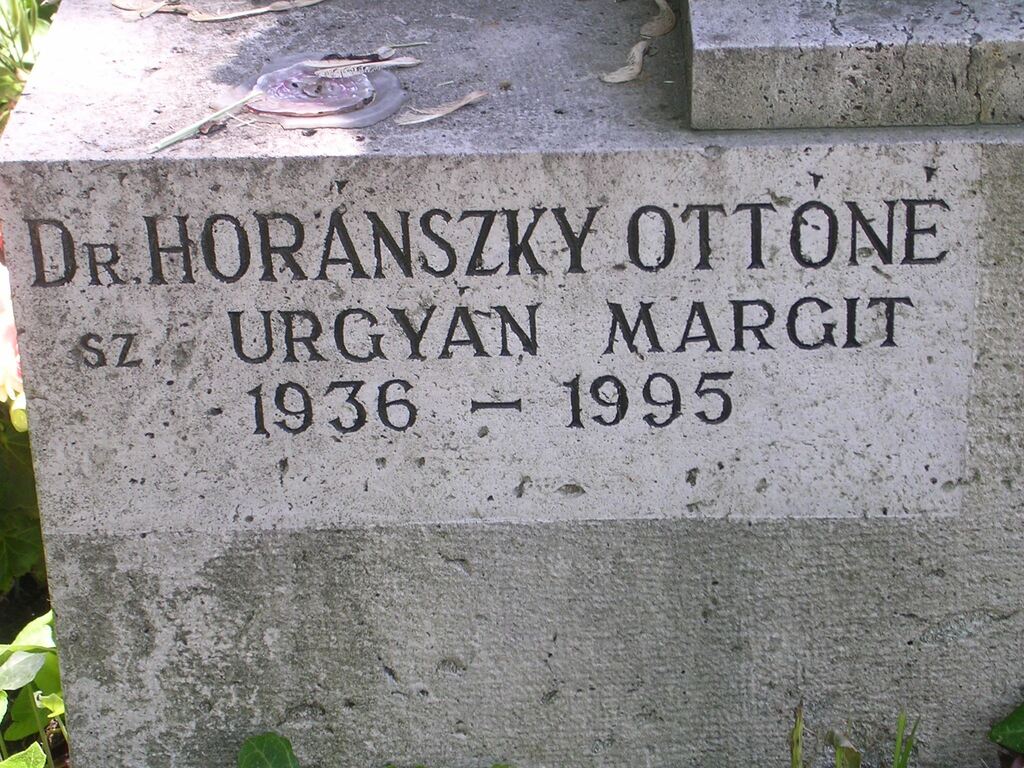 Dr. HORÁNSZKY OTTÓNÉ
sz. URGYÁN MARGIT
1936 – 1995